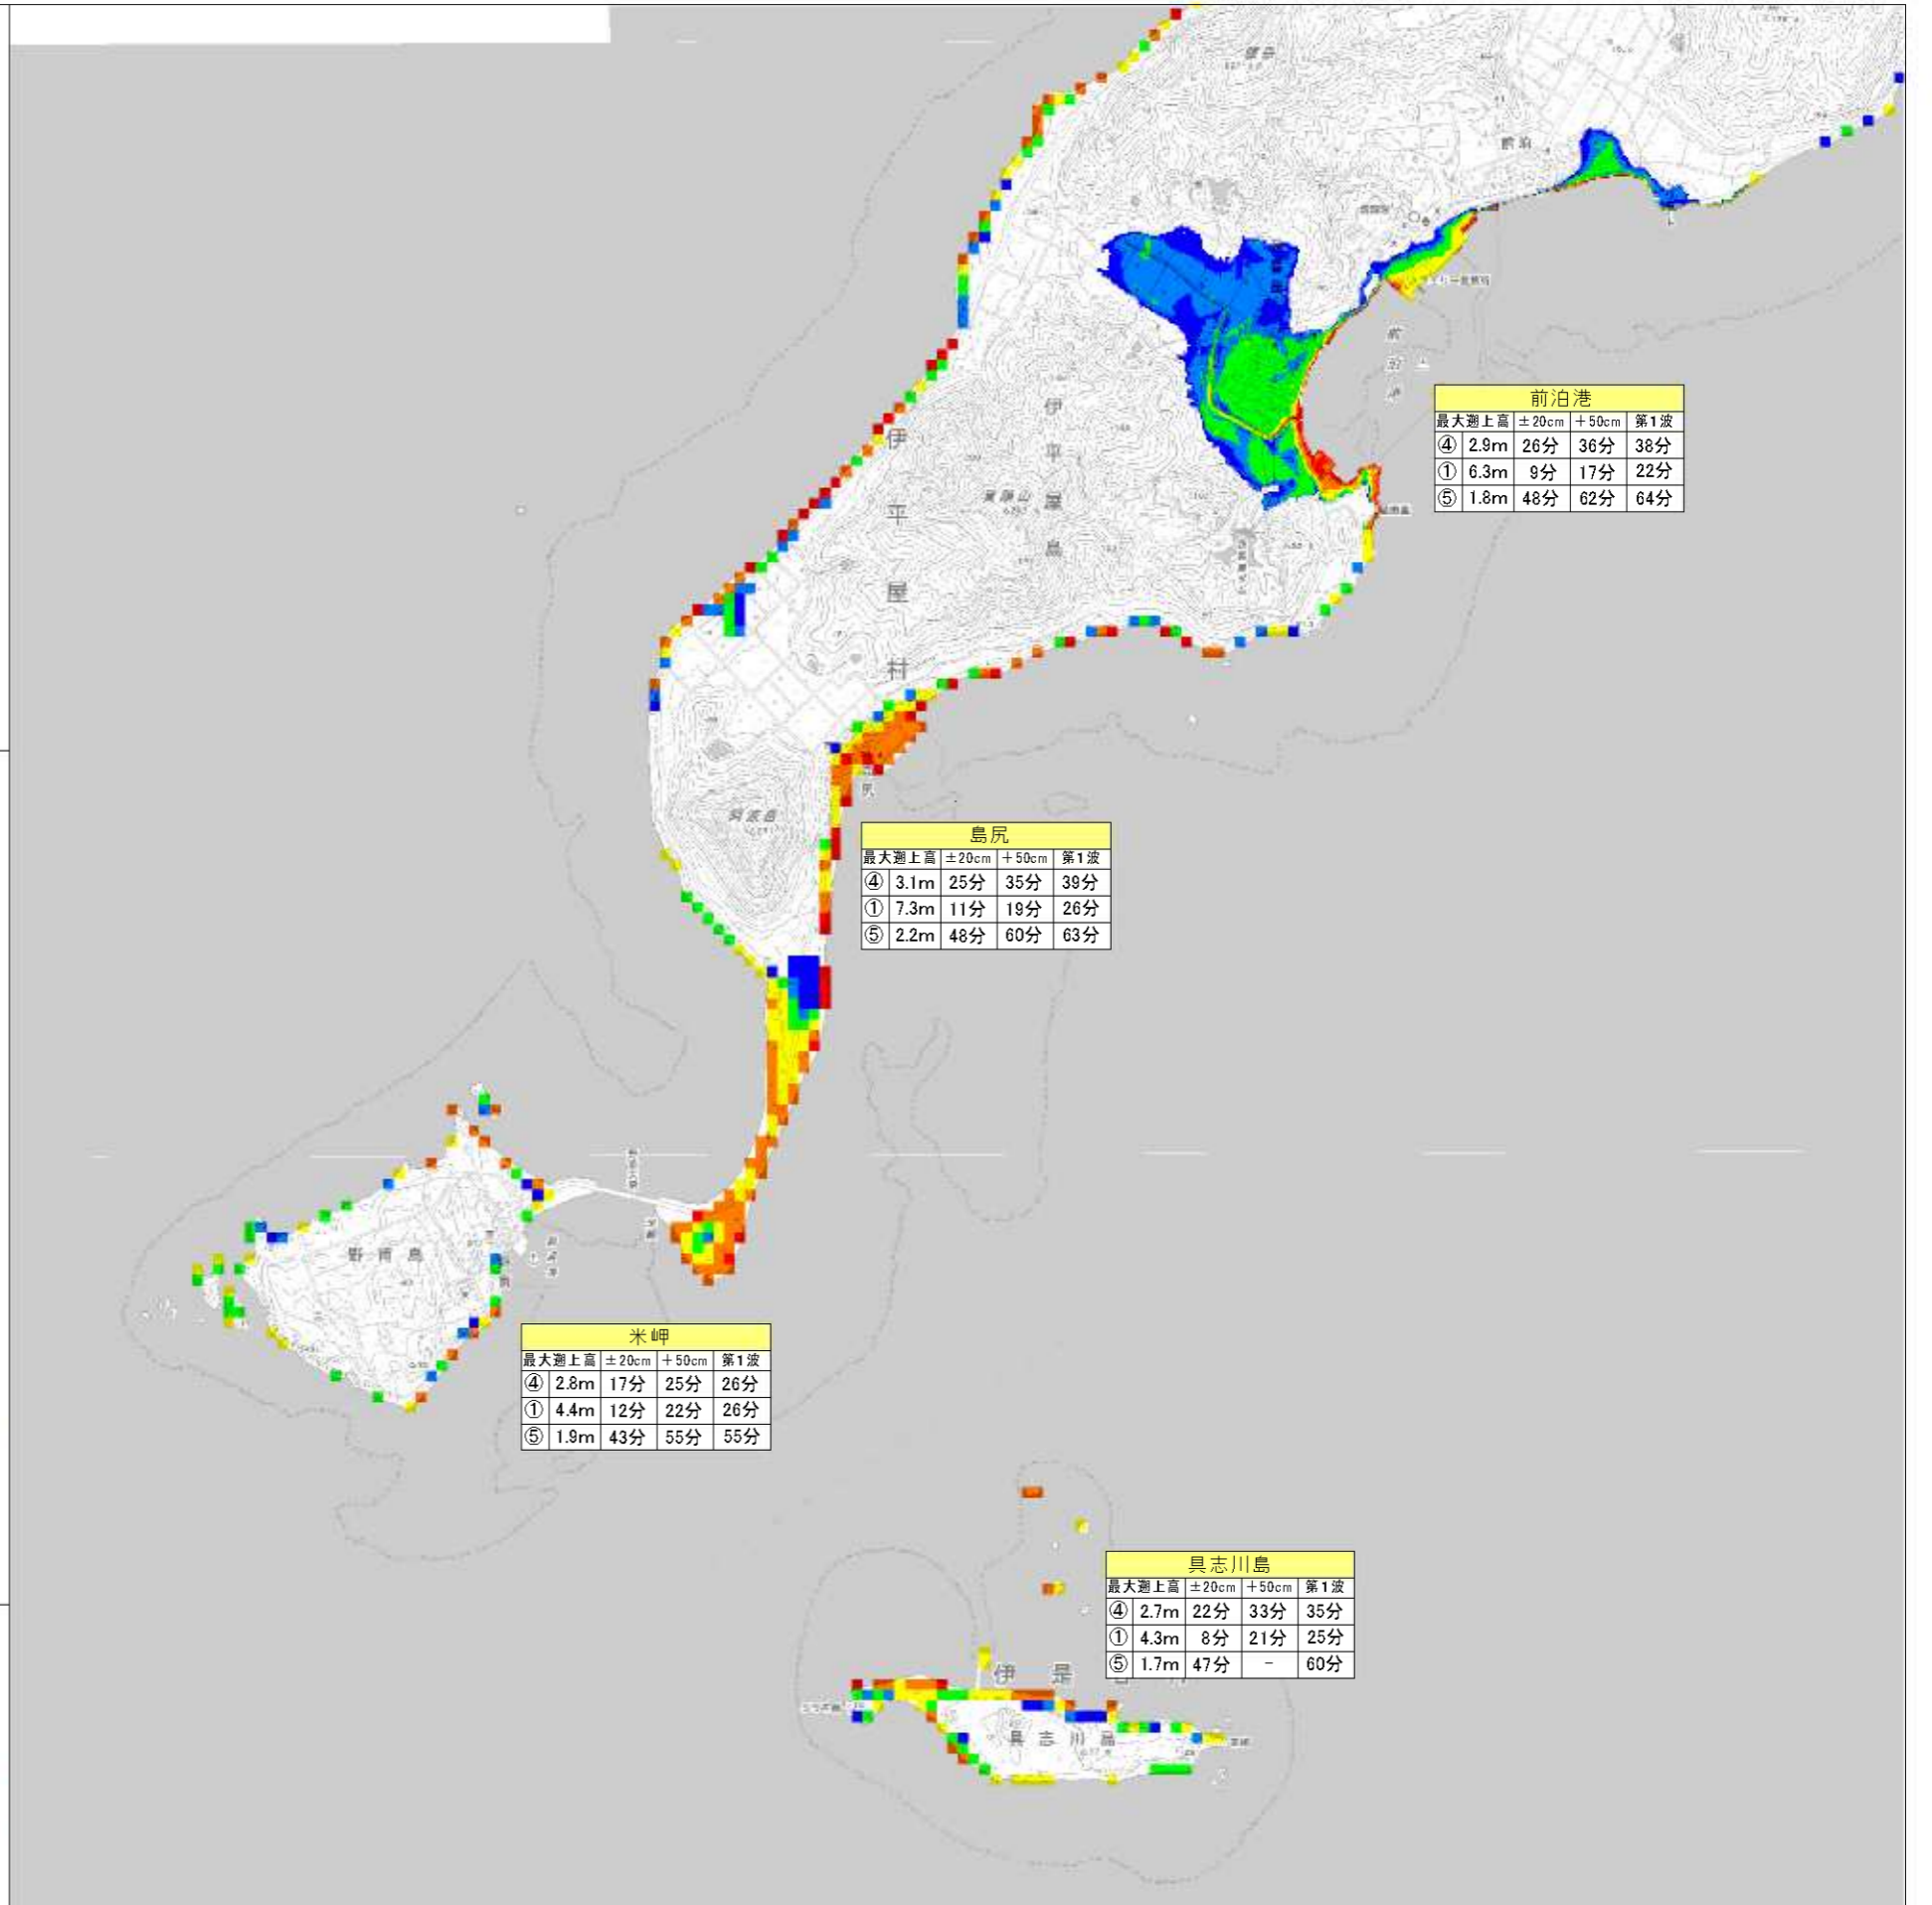 前泊
前泊港
最大遡上高 ±20cm +50cm 第1波
④ 2.9m 26分 36分 38分
① 6.3m 9分 17分 22分
⑤ 1.8m 48分 62分 64分
伊平屋島
伊平屋村
島尻
最大遡上高 ±20cm +50cm 第1波
④ 3.1m 25分 35分 39分
① 7.3m 11分 19分 26分
⑤ 2.2m 48分 60分 63分
野甫島
米岬
最大遡上高 ±20cm +50cm 第1波
④ 2.8m 17分 25分 26分
① 4.4m 12分 22分 26分
⑤ 1.9m 43分 55分 55分
具志川島
最大遡上高 ±20cm +50cm 第1波
④ 2.7m 22分 33分 35分
① 4.3m 8分 21分 25分
⑤ 1.7m 47分 - 60分
伊是
具志川島